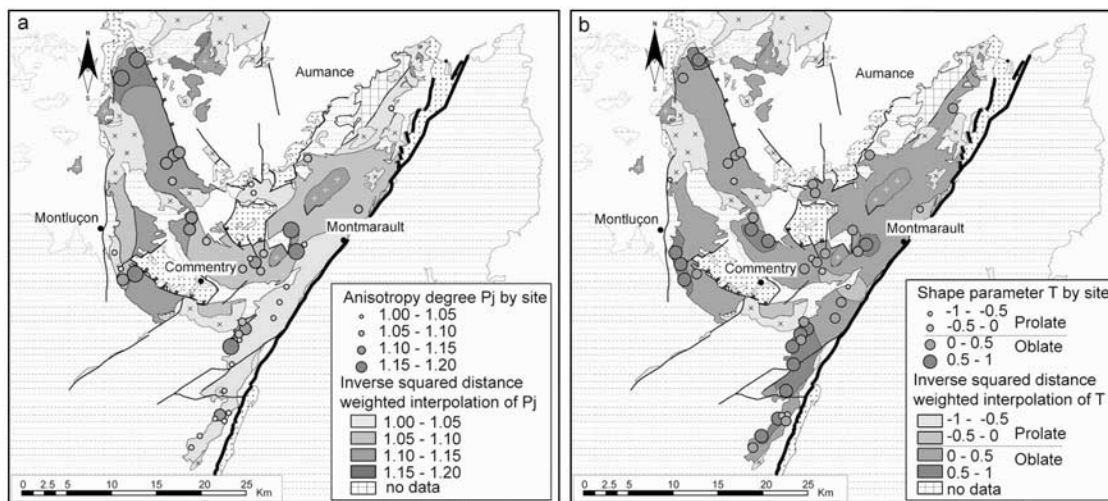 a
N
S
Aumance
Montluçon
Montmarault
Commentry
Anisotropy degree Pj by site
1.00 - 1.05
1.05 - 1.10
1.10 - 1.15
1.15 - 1.20
Inverse squared distance
weighted interpolation of Pj
1.00 - 1.05
1.05 - 1.10
1.10 - 1.15
1.15 - 1.20
no data
0 2.5 5 10 15 20 25
Km
b
N
S
Aumance
Montluçon
Montmarault
Commentry
Shape parameter T by site
-1 - -0.5
-0.5 - 0 Prolate
0 - 0.5 Oblate
0.5 - 1
Inverse squared distance
weighted interpolation of T
-1 - -0.5
-0.5 - 0 Prolate
0 - 0.5 Oblate
0.5 - 1
no data
0 2.5 5 10 15 20 25
Km